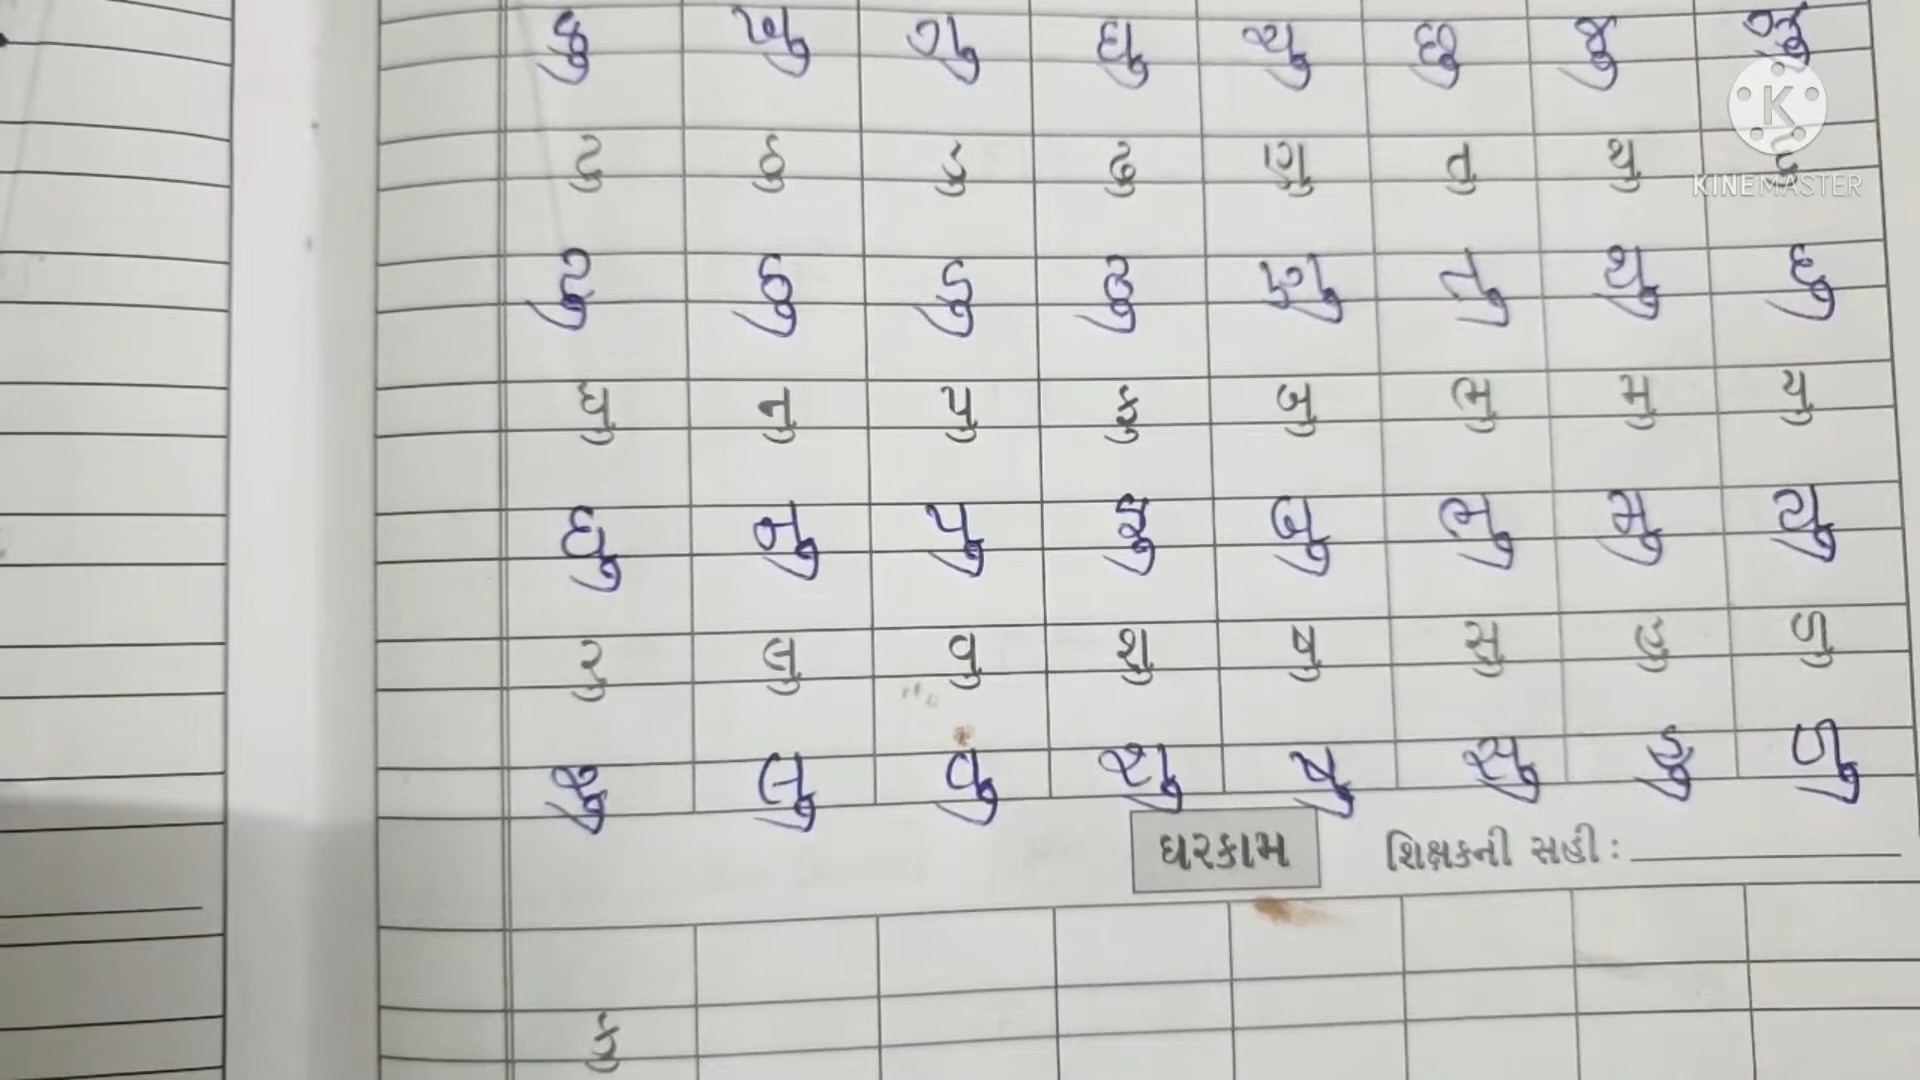 કુ ખુ ગુ ઘુ ચુ છુ જુ ઝુ
ટુ ઠુ ડુ ઢુ ણુ તુ થુ
KINEMASTER
ટુ ઠુ ડુ ઢુ ણુ તુ થુ દુ
ધુ નુ પુ ફુ બુ ભુ મુ યુ
ધુ નુ પુ ફુ બુ ભુ મુ યુ
રુ લુ વુ શુ ષુ સુ હુ ળુ
રુ લુ વુ શુ ષુ સુ હુ ળુ
ઘરકામ શિક્ષકની સહી :
ક